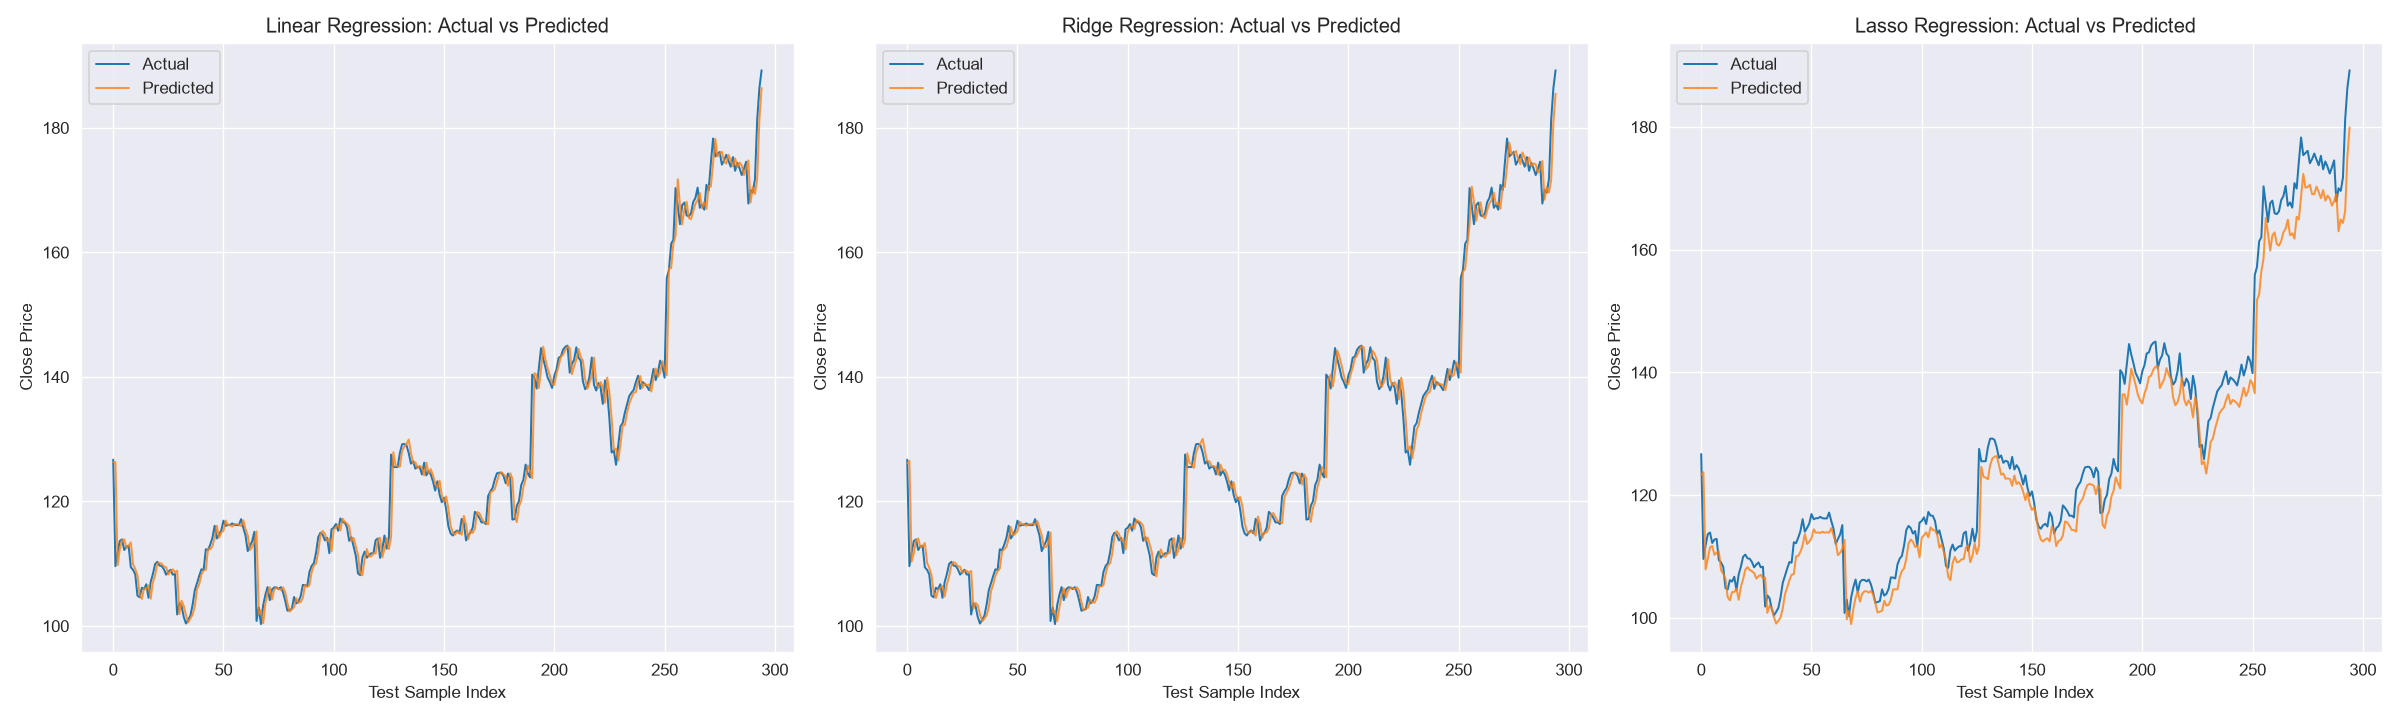 Linear Regression: Actual vs Predicted
Actual
Predicted
180
160
140
120
100
Close Price
0 50 100 150 200 250 300
Test Sample Index
Ridge Regression: Actual vs Predicted
Actual
Predicted
180
160
140
120
100
Close Price
0 50 100 150 200 250 300
Test Sample Index
Lasso Regression: Actual vs Predicted
Actual
Predicted
180
160
140
120
100
Close Price
0 50 100 150 200 250 300
Test Sample Index